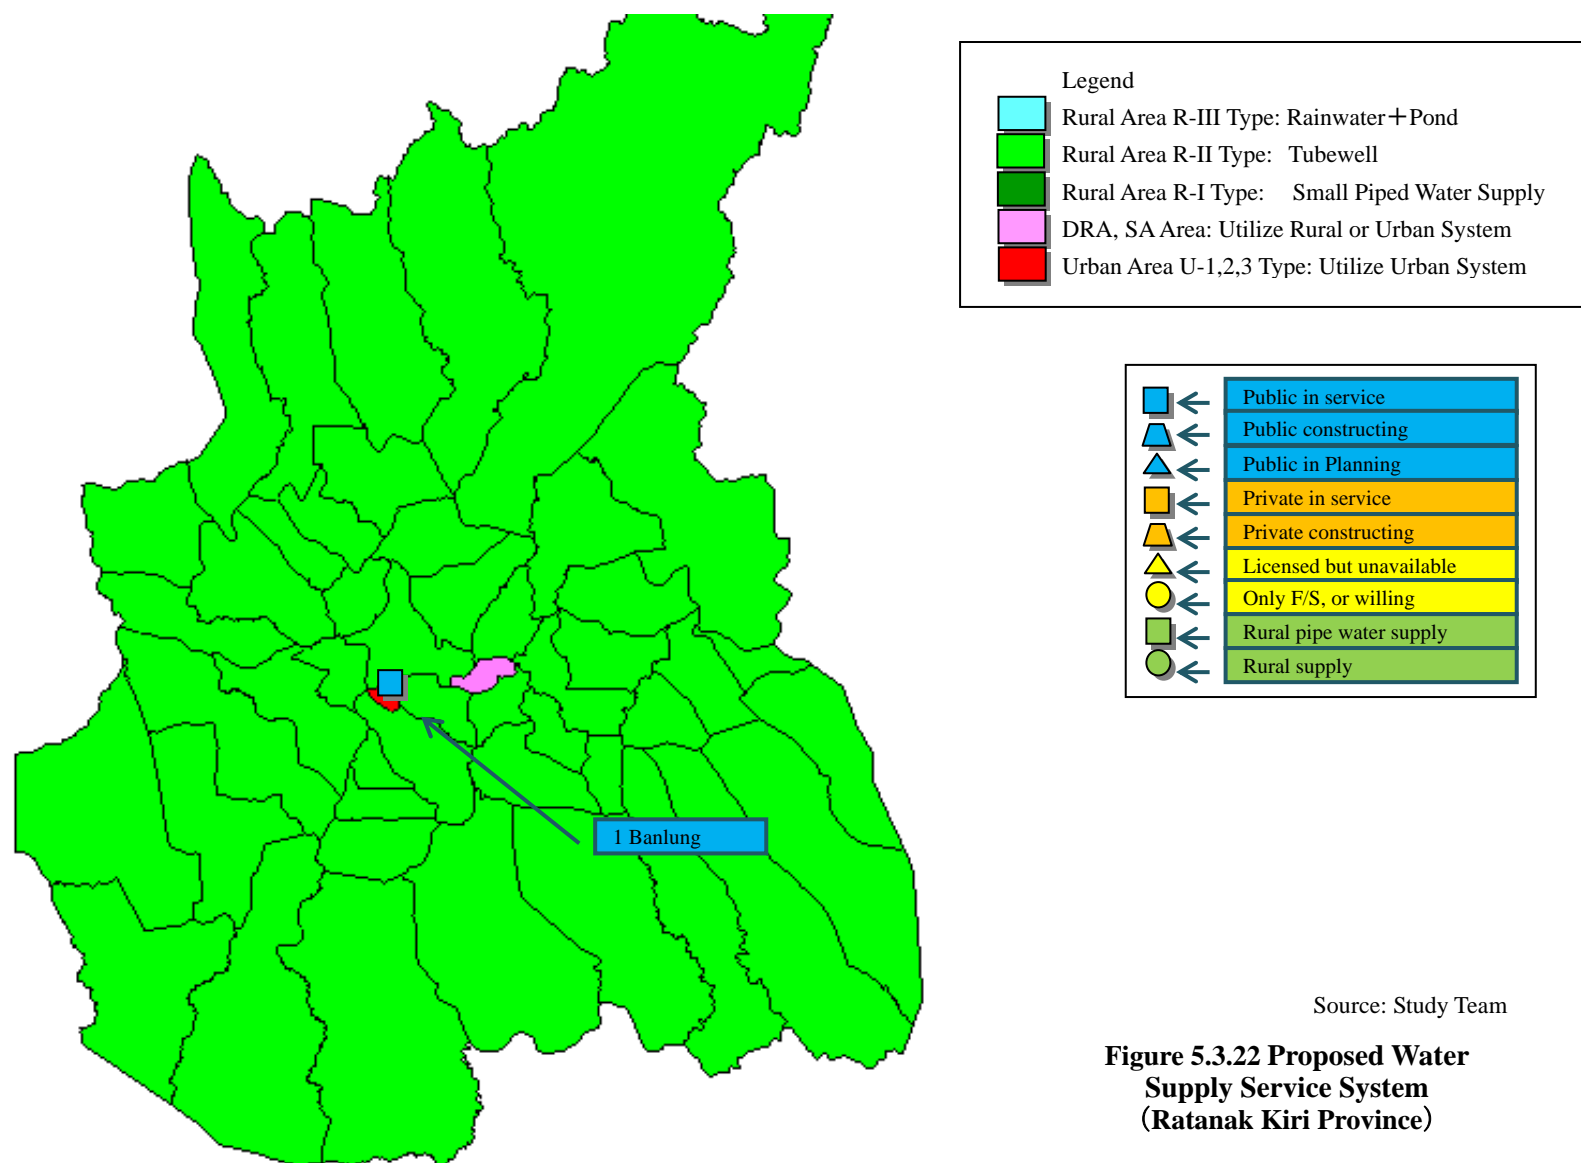 Legend
Rural Area R-III Type: Rainwater＋Pond
Rural Area R-II Type: Tubewell
Rural Area R-I Type: Small Piped Water Supply
DRA, SA Area: Utilize Rural or Urban System
Urban Area U-1,2,3 Type: Utilize Urban System
Public in service
Public constructing
Public in Planning
Private in service
Private constructing
Licensed but unavailable
Only F/S, or willing
Rural pipe water supply
Rural supply
1 Banlung
Source: Study Team
Figure 5.3.22 Proposed Water
Supply Service System
（Ratanak Kiri Province）